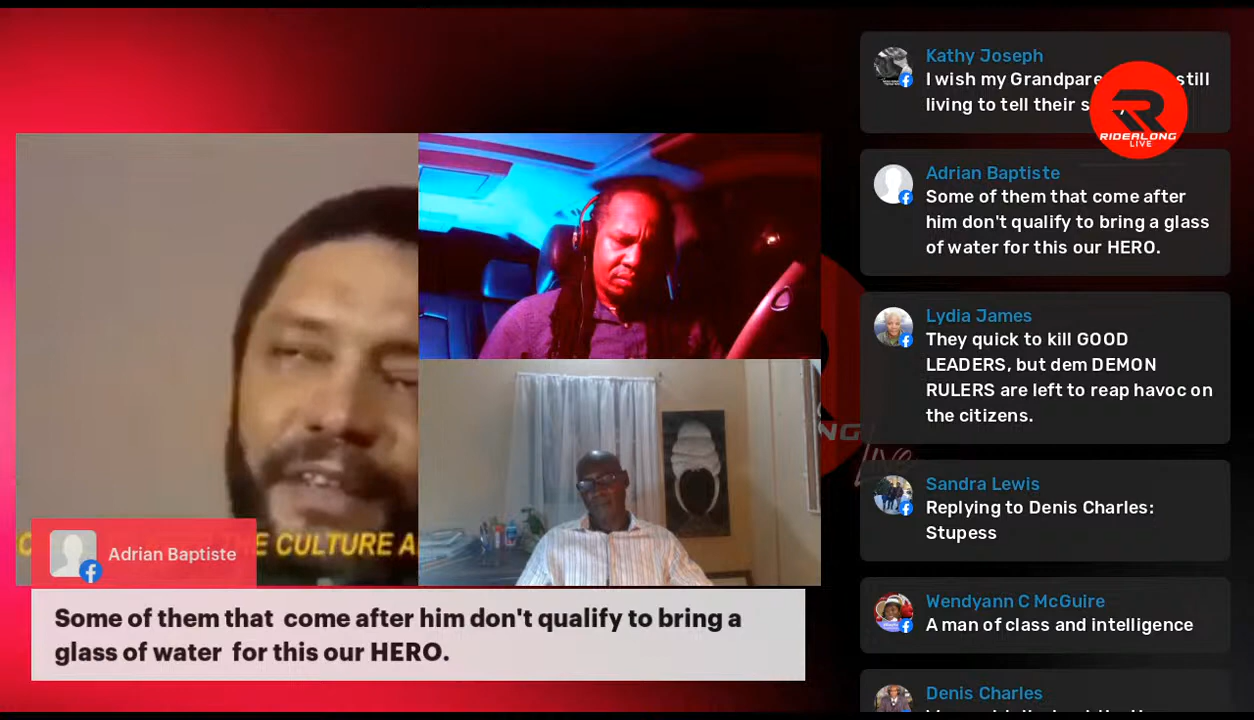 THE CULTURE A
Adrian Baptiste
Some of them that come after him don't qualify to bring a
glass of water for this our HERO.
Kathy Joseph
I wish my still
living to tell their
RIDEALONG
LIVE
Adrian Baptiste
Some of them that come after
him don't qualify to bring a glass
of water for this our HERO.
Lydia James
They quick to kill GOOD
LEADERS, but dem DEMON
RULERS are left to reap havoc on
the citizens.
Sandra Lewis
Replying to Denis Charles:
Stupess
Wendyann C McGuire
A man of class and intelligence
Denis Charles